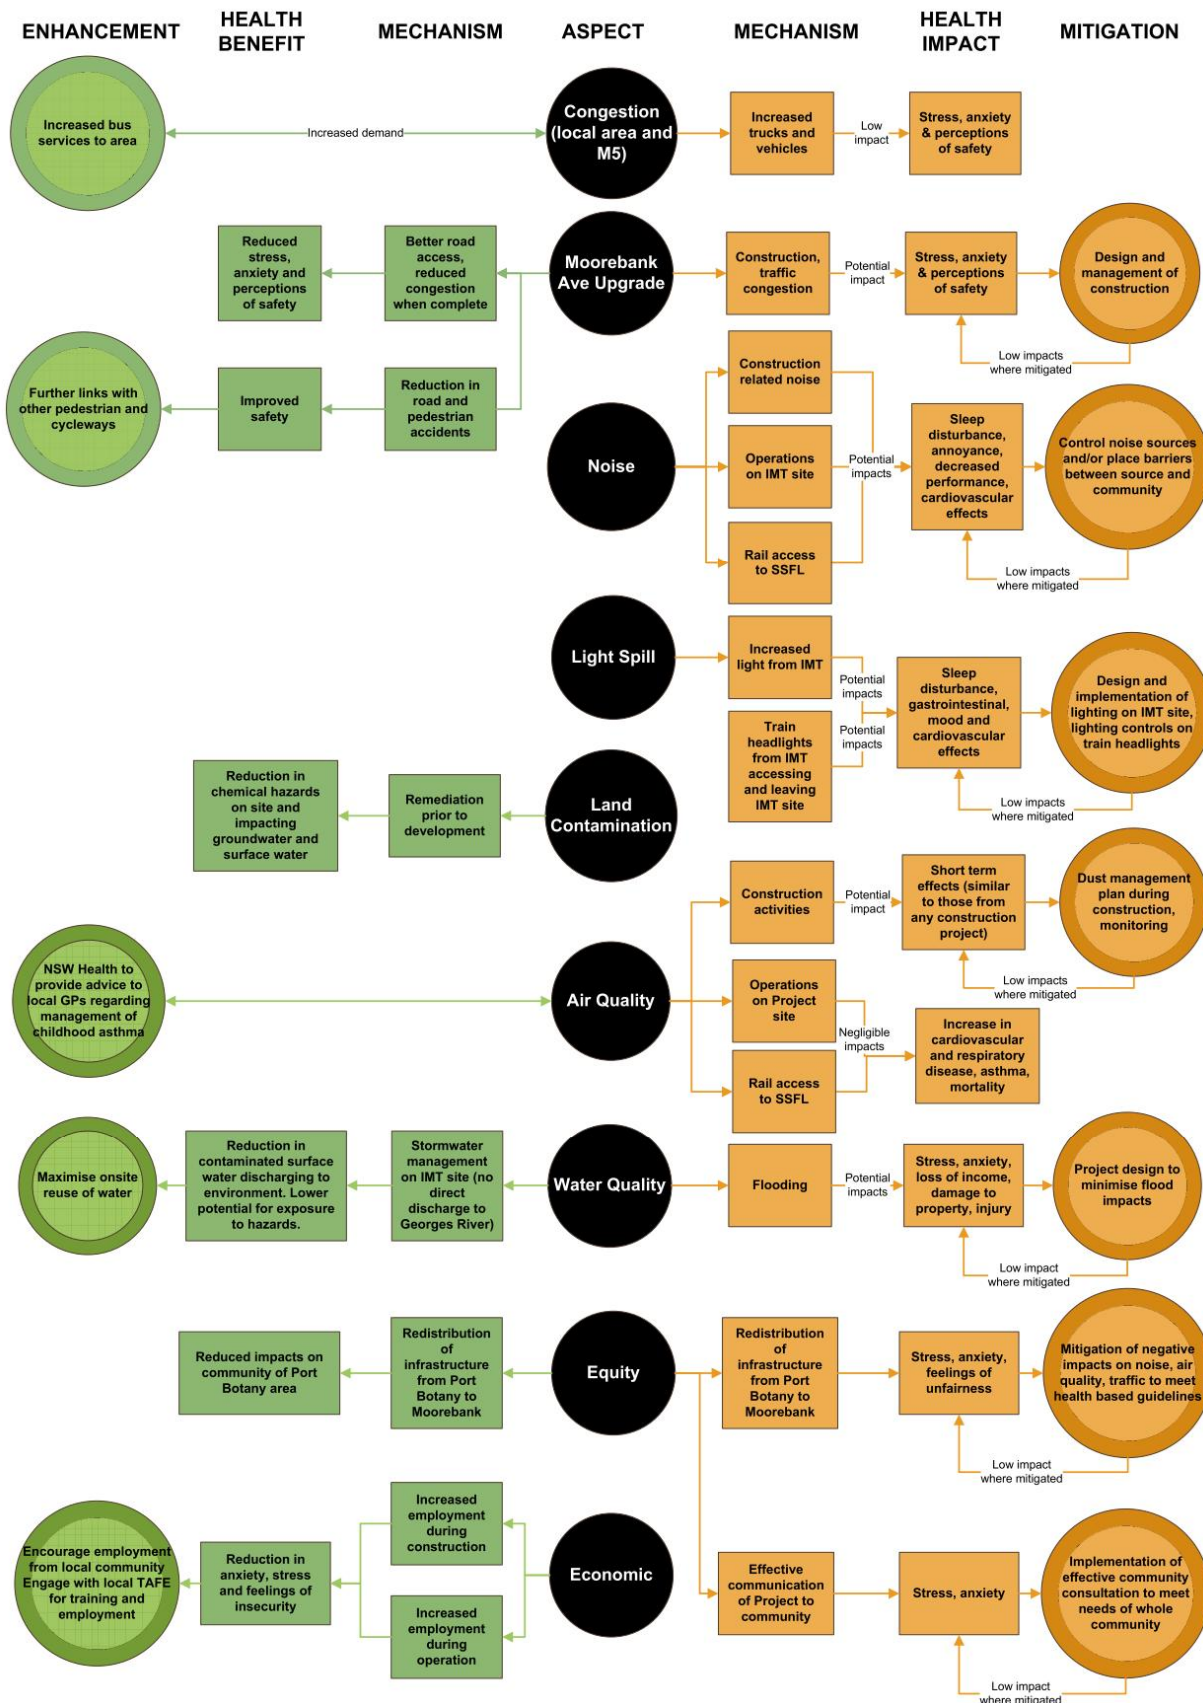 ENHANCEMENT
HEALTH
BENEFIT
MECHANISM
ASPECT
MECHANISM
HEALTH
IMPACT
MITIGATION
Increased bus
services to area
Increased demand
Congestion
(local area and
M5)
Increased
trucks and
vehicles
Low
impact
Stress, anxiety
& perceptions
of safety
Reduced
stress,
anxiety and
perceptions
of safety
Better road
access,
reduced
congestion
when complete
Moorebank
Ave Upgrade
Construction,
traffic
congestion
Potential
impact
Stress, anxiety
& perceptions
of safety
Design and
management of
construction
Low impacts
where mitigated
Further links with
other pedestrian and
cycleways
Improved
safety
Reduction in
road and
pedestrian
accidents
Noise
Construction
related noise
Operations
on IMT site
Rail access
to SSFL
Potential
impacts
Sleep
disturbance,
annoyance,
decreased
performance,
cardiovascular
effects
Control noise sources
and/or place barriers
between source and
community
Low impacts
where mitigated
Light Spill
Increased
light from IMT
Train
headlights
from IMT
accessing
and leaving
IMT site
Potential
impacts
Potential
impacts
Sleep
disturbance,
gastrointestinal,
mood and
cardiovascular
effects
Design and
implementation of
lighting on IMT site,
lighting controls on
train headlights
Low impacts
where mitigated
Reduction in
chemical hazards
on site and
impacting
groundwater and
surface water
Remediation
prior to
development
Land
Contamination
NSW Health to
provide advice to
local GPs regarding
management of
childhood asthma
Air Quality
Construction
activities
Potential
impact
Short term
effects (similar
to those from
any construction
project)
Dust management
plan during
construction,
monitoring
Low impacts
where mitigated
Operations
on Project
site
Rail access
to SSFL
Negligible
impacts
Increase in
cardiovascular
and respiratory
disease, asthma,
mortality
Maximise onsite
reuse of water
Reduction in
contaminated surface
water discharging to
environment. Lower
potential for exposure
to hazards.
Stormwater
management
on IMT site (no
direct
discharge to
Georges River)
Water Quality
Flooding
Potential
impacts
Stress, anxiety,
loss of income,
damage to
property, injury
Project design to
minimise flood
impacts
Low impact
where mitigated
Reduced impacts on
community of Port
Botany area
Redistribution
of
infrastructure
from Port
Botany to
Moorebank
Equity
Redistribution
of
infrastructure
from Port
Botany to
Moorebank
Stress, anxiety,
feelings of
unfairness
Mitigation of negative
impacts on noise, air
quality, traffic to meet
health based guidelines
Low impact
where mitigated
Encourage employment
from local community
Engage with local TAFE
for training and
employment
Reduction in
anxiety, stress
and feelings of
insecurity
Increased
employment
during
construction
Increased
employment
during
operation
Economic
Effective
communication
of Project to
community
Stress, anxiety
Implementation of
effective community
consultation to meet
needs of whole
community
Low impact
where mitigated